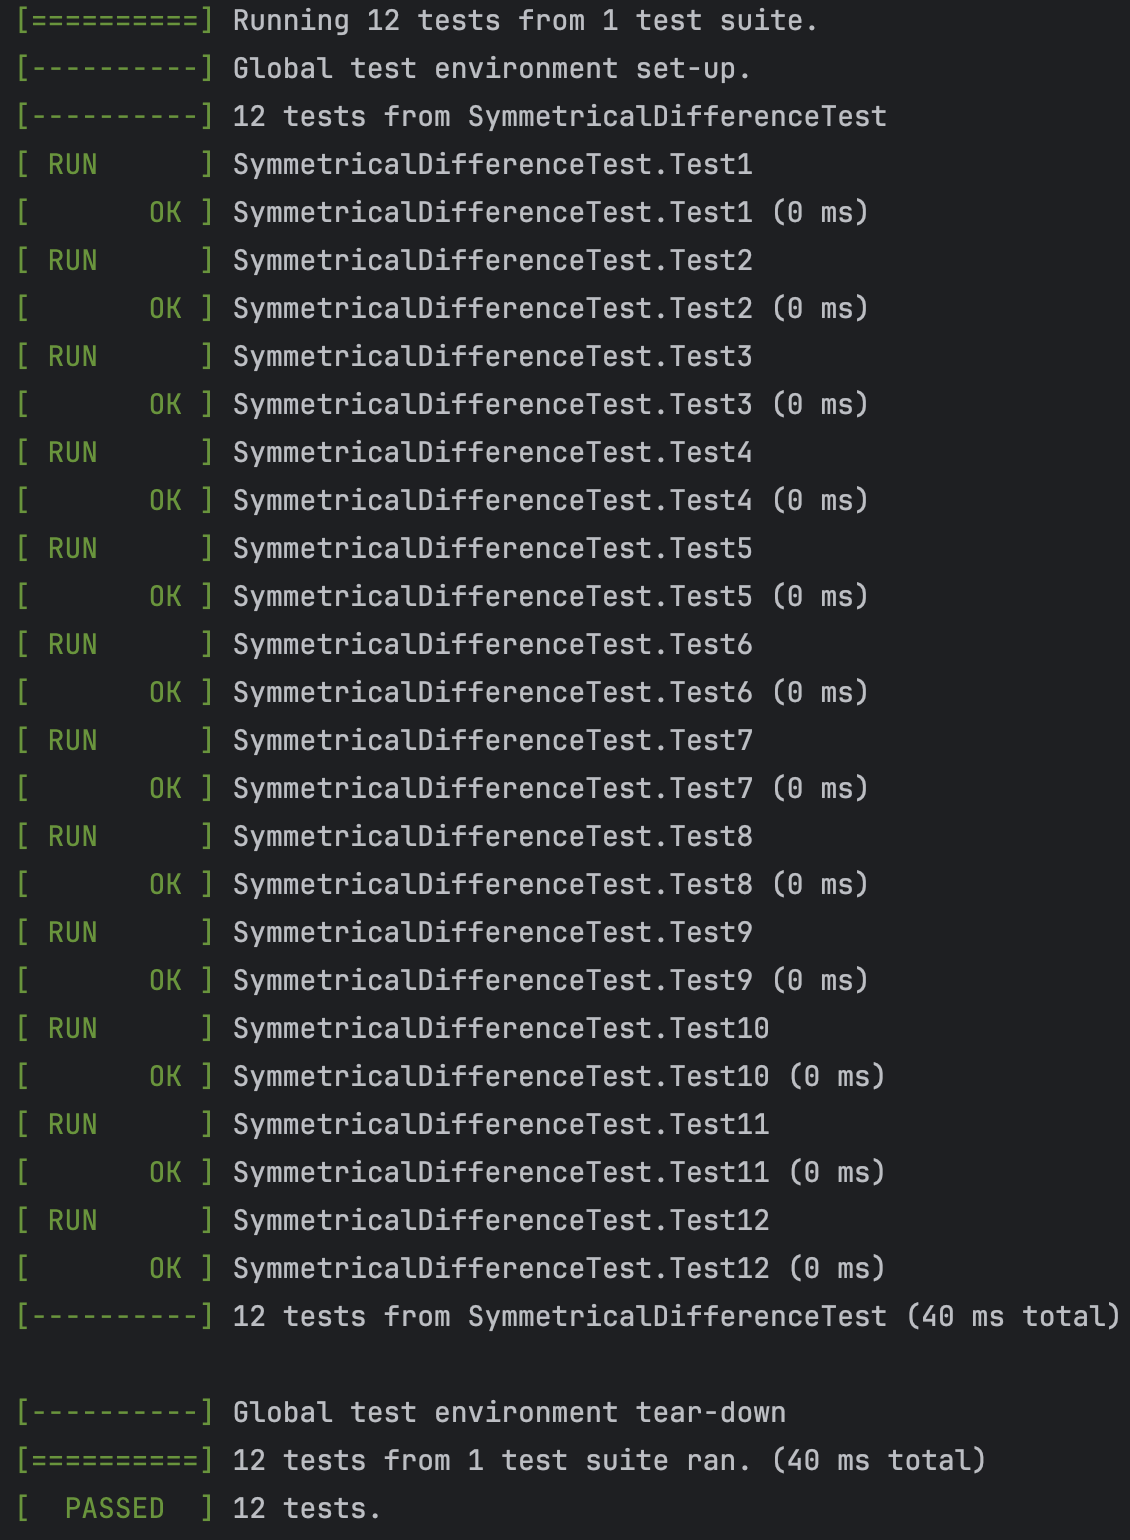 [==========] Running 12 tests from 1 test suite.
[----------] Global test environment set-up.
[----------] 12 tests from SymmetricalDifferenceTest
[ RUN      ] SymmetricalDifferenceTest.Test1
[       OK ] SymmetricalDifferenceTest.Test1 (0 ms)
[ RUN      ] SymmetricalDifferenceTest.Test2
[       OK ] SymmetricalDifferenceTest.Test2 (0 ms)
[ RUN      ] SymmetricalDifferenceTest.Test3
[       OK ] SymmetricalDifferenceTest.Test3 (0 ms)
[ RUN      ] SymmetricalDifferenceTest.Test4
[       OK ] SymmetricalDifferenceTest.Test4 (0 ms)
[ RUN      ] SymmetricalDifferenceTest.Test5
[       OK ] SymmetricalDifferenceTest.Test5 (0 ms)
[ RUN      ] SymmetricalDifferenceTest.Test6
[       OK ] SymmetricalDifferenceTest.Test6 (0 ms)
[ RUN      ] SymmetricalDifferenceTest.Test7
[       OK ] SymmetricalDifferenceTest.Test7 (0 ms)
[ RUN      ] SymmetricalDifferenceTest.Test8
[       OK ] SymmetricalDifferenceTest.Test8 (0 ms)
[ RUN      ] SymmetricalDifferenceTest.Test9
[       OK ] SymmetricalDifferenceTest.Test9 (0 ms)
[ RUN      ] SymmetricalDifferenceTest.Test10
[       OK ] SymmetricalDifferenceTest.Test10 (0 ms)
[ RUN      ] SymmetricalDifferenceTest.Test11
[       OK ] SymmetricalDifferenceTest.Test11 (0 ms)
[ RUN      ] SymmetricalDifferenceTest.Test12
[       OK ] SymmetricalDifferenceTest.Test12 (0 ms)
[----------] 12 tests from SymmetricalDifferenceTest (40 ms total)
[----------] Global test environment tear-down
[==========] 12 tests from 1 test suite ran. (40 ms total)
[  PASSED  ] 12 tests.